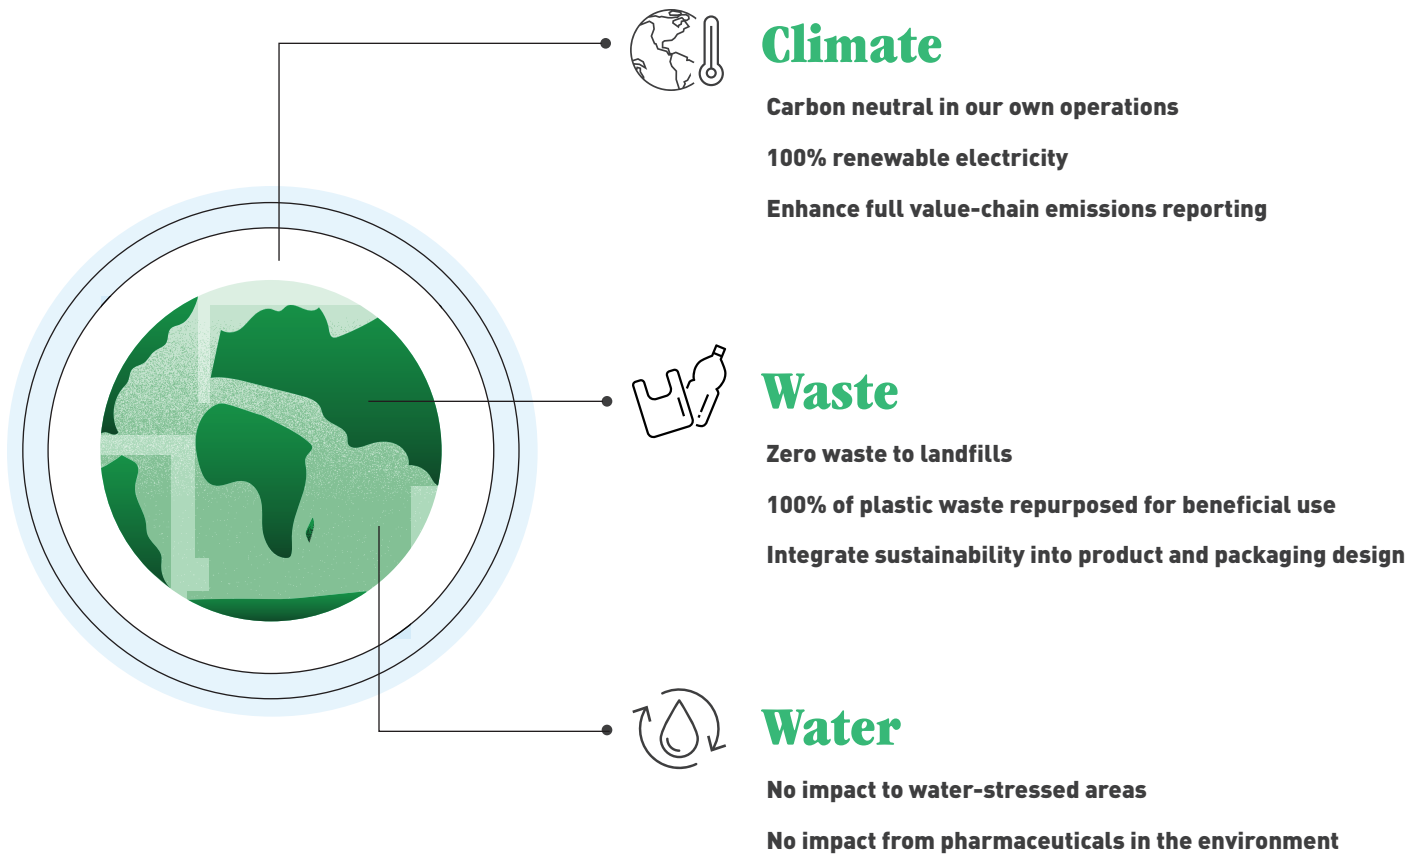 Climate
Carbon neutral in our own operations
100% renewable electricity
Enhance full value-chain emissions reporting
Waste
Zero waste to landfills
100% of plastic waste repurposed for beneficial use
Integrate sustainability into product and packaging design
Water
No impact to water-stressed areas
No impact from pharmaceuticals in the environment